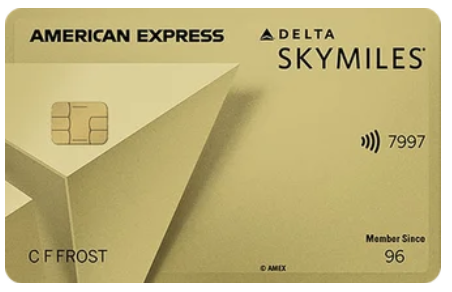 AMERICAN EXPRESS
DELTA
SKYMILES®
7997
Member Since
C F FROST
96
© AMEX